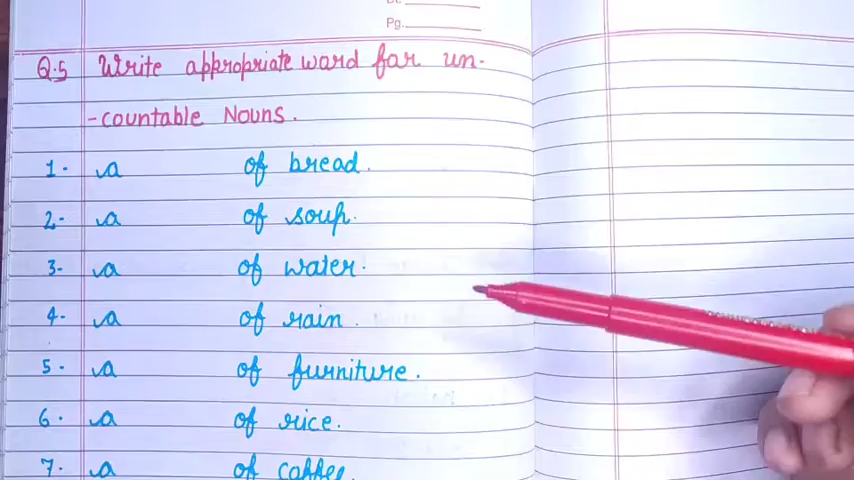 Pg.
Q.5 Write appropriate word for un-
-countable Nouns.
1. a of bread.
2. a of soup.
3. a of water.
4. a of rain.
5. a of furniture.
6. a of rice.
7. a of coffee